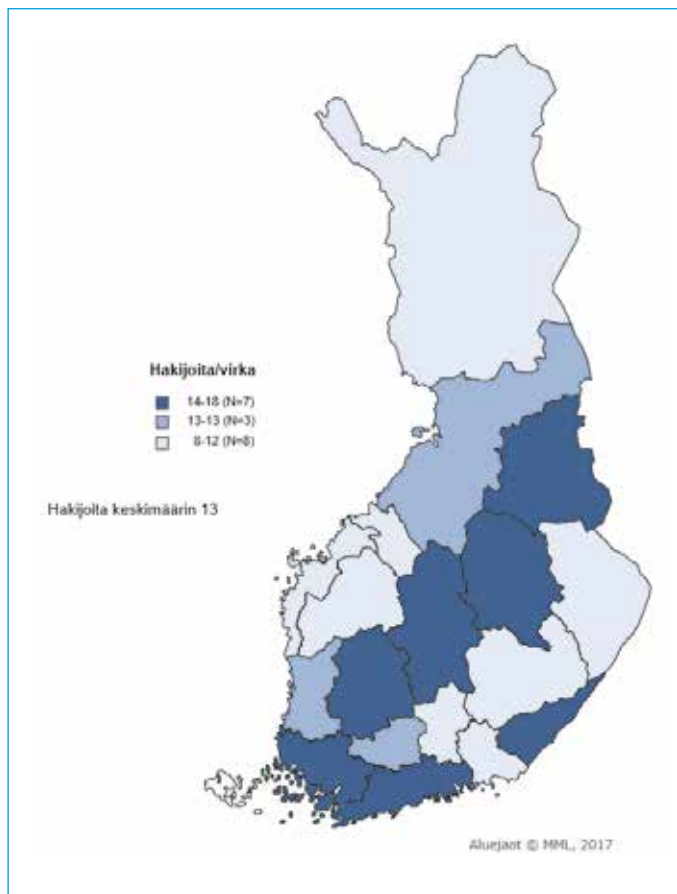 Hakijoita/virka
14-18 (N=7)
13-13 (N=3)
8-12 (N=8)
Hakijoita keskimäärin 13
Aluejaot © MML, 2017